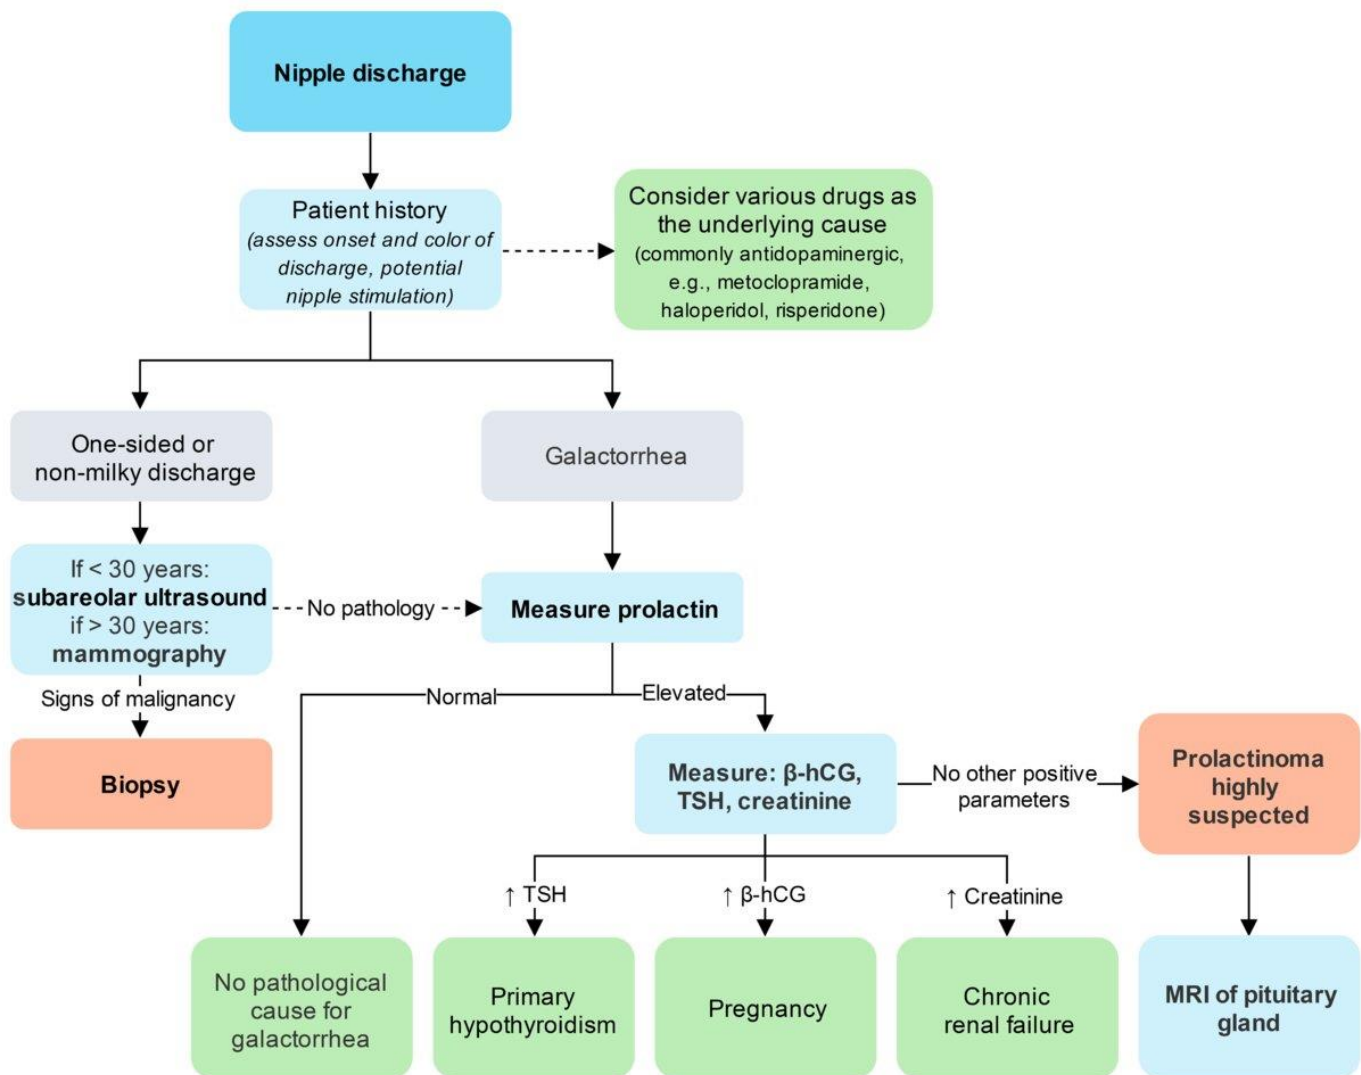 Nipple discharge
Patient history
(assess onset and color of
discharge, potential
nipple stimulation)
Consider various drugs as
the underlying cause
(commonly antidopaminergic,
e.g., metoclopramide,
haloperidol, risperidone)
One-sided or
non-milky discharge
Galactorrhea
If < 30 years:
subareolar ultrasound
if > 30 years:
mammography
No pathology
Measure prolactin
Signs of malignancy
Normal
Elevated
Biopsy
Measure: β-hCG,
TSH, creatinine
No other positive
parameters
Prolactinoma
highly
suspected
↑ TSH
↑ β-hCG
↑ Creatinine
No pathological
cause for
galactorrhea
Primary
hypothyroidism
Pregnancy
Chronic
renal failure
MRI of pituitary
gland